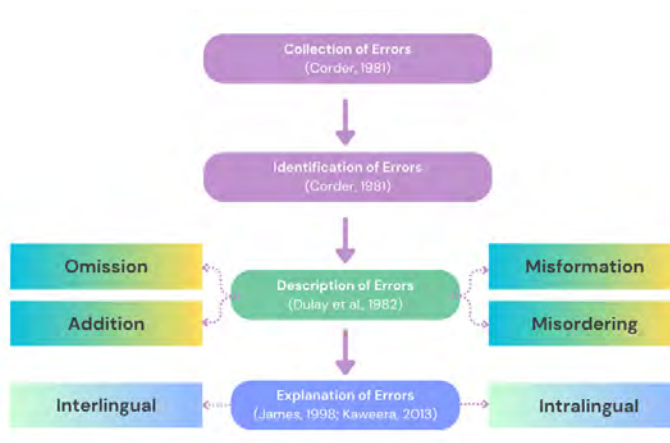 Collection of Errors
(Corder, 1981)
Identification of Errors
(Corder, 1981)
Omission
Addition
Description of Errors
(Dulay et al., 1982)
Misformation
Misordering
Interlingual
Explanation of Errors
(James, 1998; Kaweera, 2013)
Intralingual